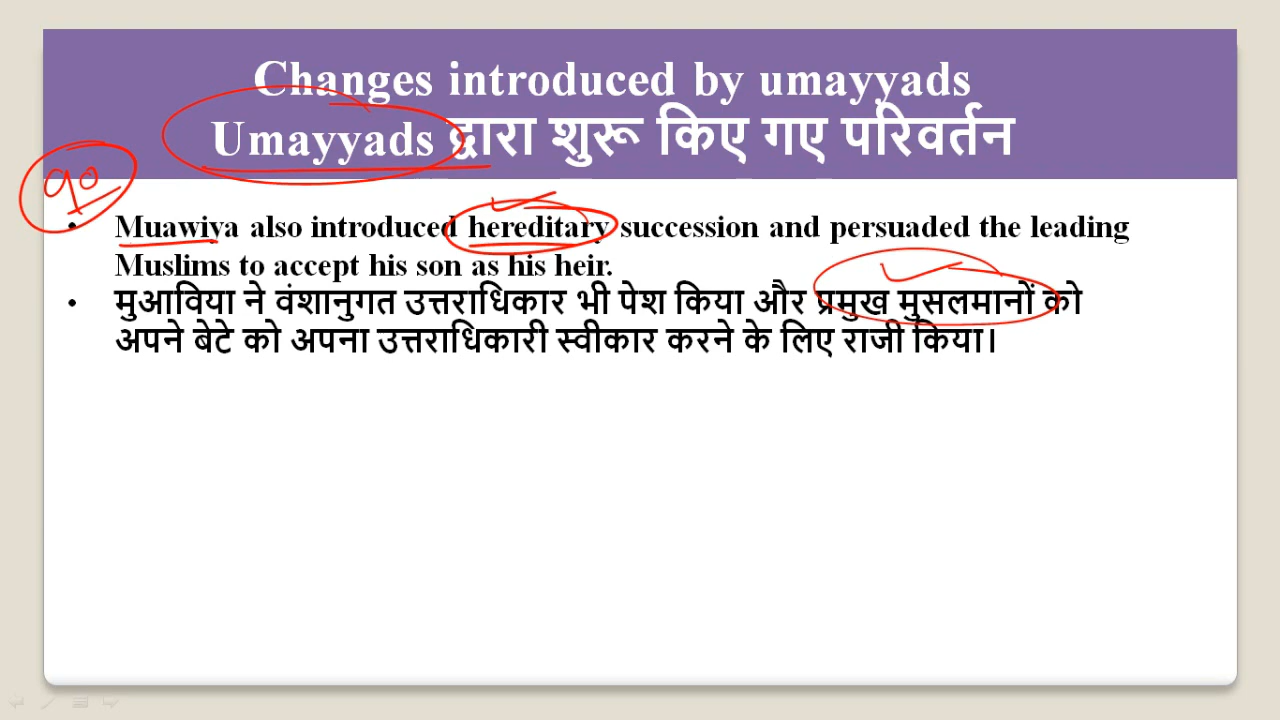 Changes introduced by umayyads
Umayyads द्वारा शुरू किए गए परिवर्तन
90
• Muawiya also introduced hereditary succession and persuaded the leading
Muslims to accept his son as his heir.
• मुआविया ने वंशानुगत उत्तराधिकार भी पेश किया और प्रमुख मुसलमानों को
अपने बेटे को अपना उत्तराधिकारी स्वीकार करने के लिए राजी किया।